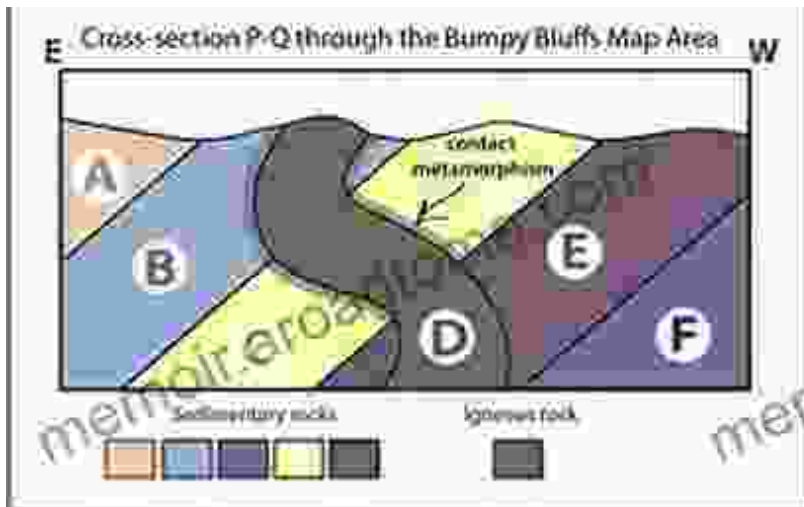 Cross-section P-Q through the Bumpy Bluffs Map Area
E
W
contact
metamorphism
A
B
E
D
F
Sedimentary rocks
Igneous rock